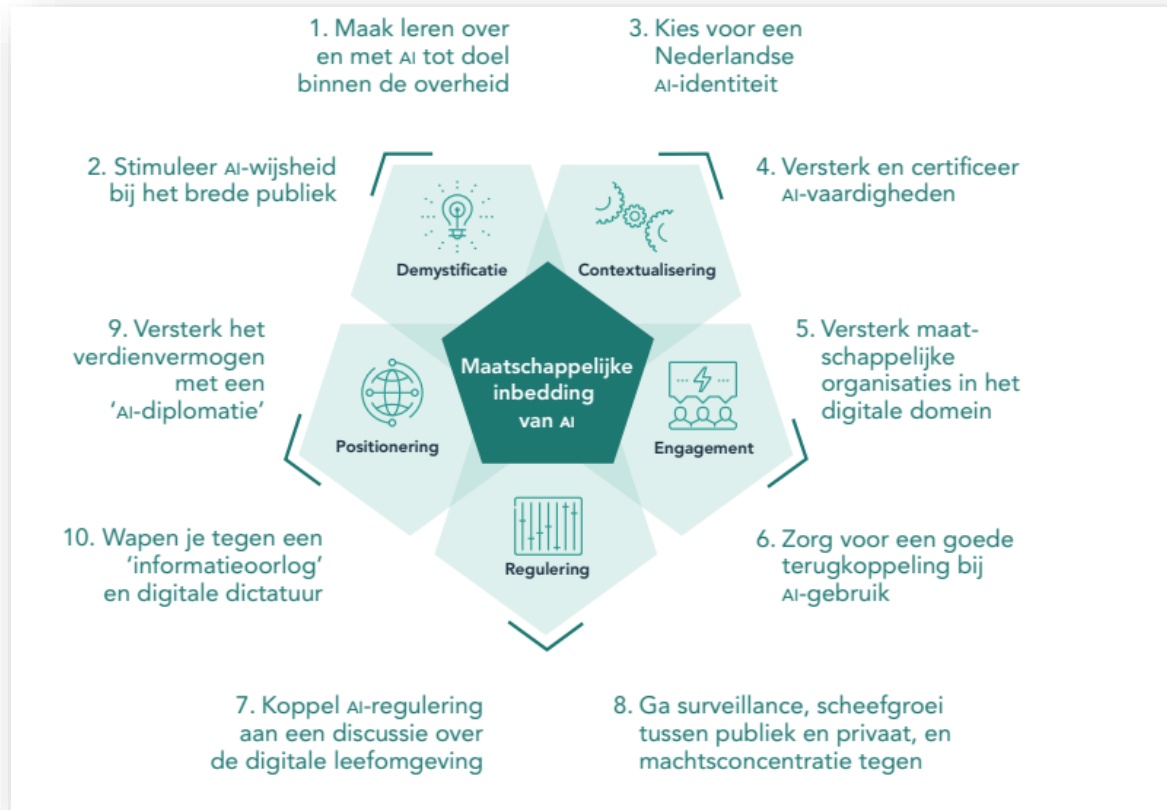 1. Maak leren over
en met AI tot doel
binnen de overheid
3. Kies voor een
Nederlandse
AI-identiteit
2. Stimuleer AI-wijsheid
bij het brede publiek
4. Versterk en certificeer
AI-vaardigheden
Demystificatie
Contextualisering
Maatschappelijke
inbedding
van AI
9. Versterk het
verdienvermogen
met een
‘AI-diplomatie’
5. Versterk maat-
schappelijke
organisaties in het
digitale domein
Positionering
Engagement
10. Wapen je tegen een
‘informatieoorlog’
en digitale dictatuur
Regulering
6. Zorg voor een goede
terugkoppeling bij
AI-gebruik
7. Koppel AI-regulering
aan een discussie over
de digitale leefomgeving
8. Ga surveillance, scheefgroei
tussen publiek en privaat, en
machtsconcentratie tegen